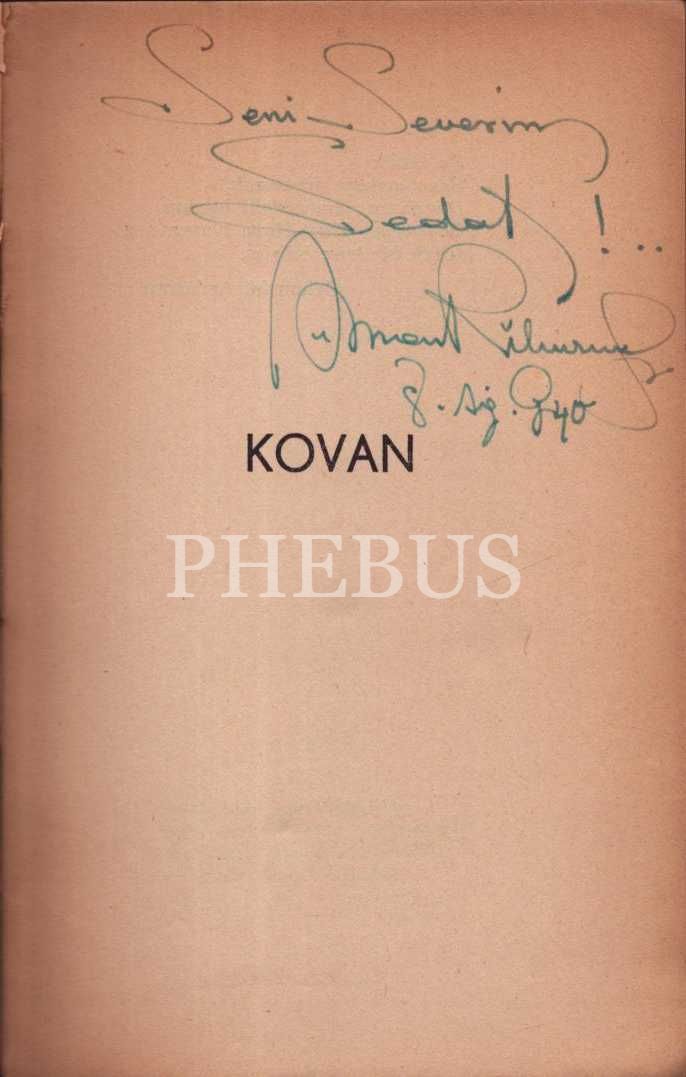 Seni Severim
Sedat !..
8. Ağ. 940
KOVAN
PHEBUS